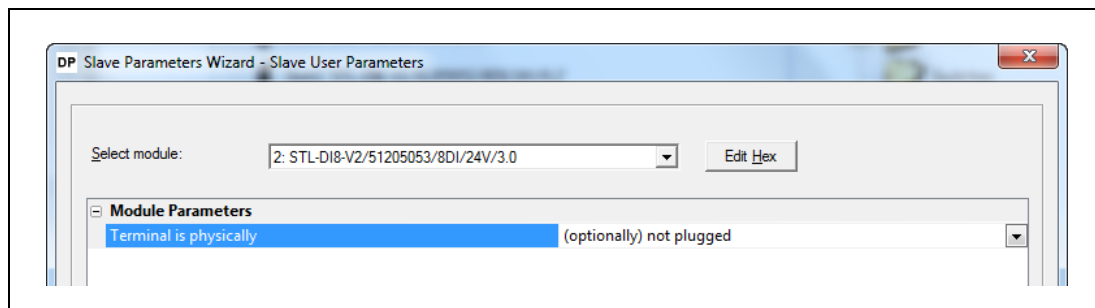 DP Slave Parameters Wizard - Slave User Parameters
Select module: 2: STL-DI8-V2/51205053/8DI/24V/3.0 Edit Hex
Module Parameters
Terminal is physically (optionally) not plugged